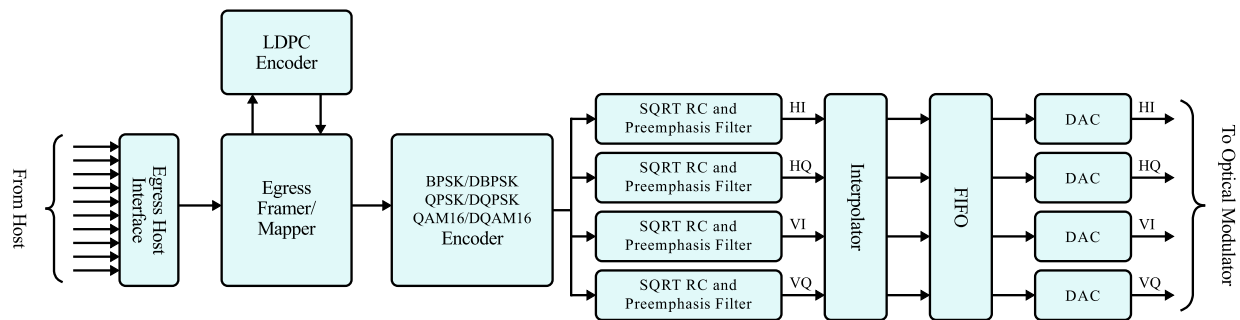 From Host
Egress Host
Interface
LDPC
Encoder
Egress
Framer/
Mapper
BPSK/DBPSK
QPSK/DQPSK
QAM16/DQAM16
Encoder
SQRT RC and
Preemphasis Filter
HI
SQRT RC and
Preemphasis Filter
HQ
SQRT RC and
Preemphasis Filter
VI
SQRT RC and
Preemphasis Filter
VQ
Interpolator
FIFO
DAC
HI
DAC
HQ
DAC
VI
DAC
VQ
To Optical Modulator